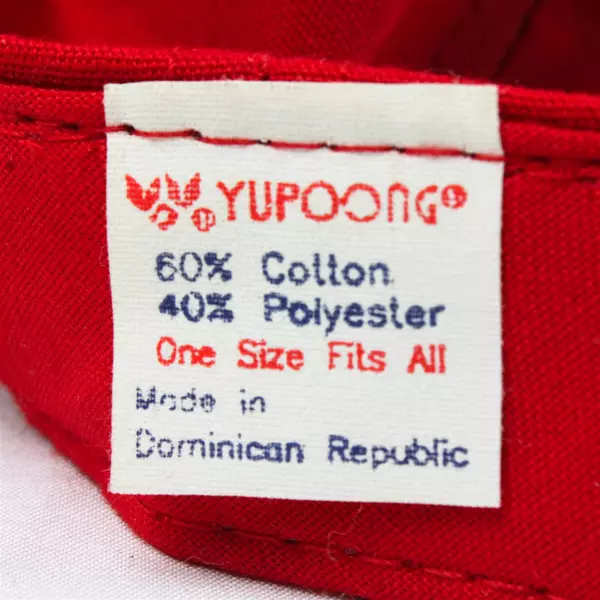 YUPOONG®
60% Cotton
40% Polyester
One Size Fits All
Made in
Dominican Republic